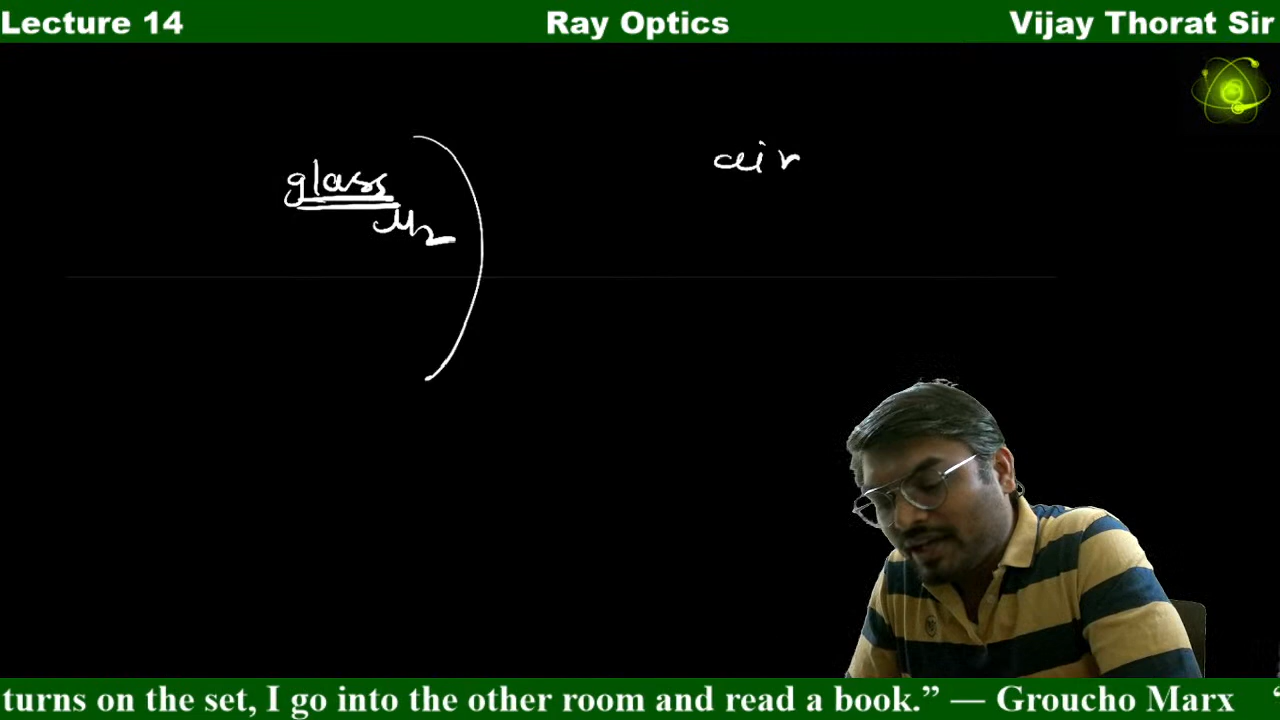 Lecture 14 Ray Optics Vijay Thorat Sir
glass
μ2
air
turns on the set, I go into the other room and read a book.” — Groucho Marx “